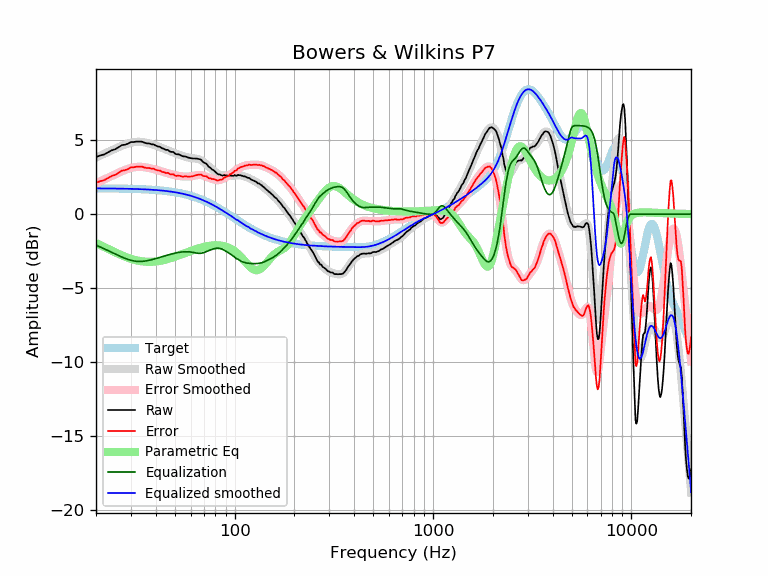 Bowers & Wilkins P7
Amplitude (dBr)
5
0
−5
−10
−15
−20
Target
Raw Smoothed
Error Smoothed
Raw
Error
Parametric Eq
Equalization
Equalized smoothed
100
1000
10000
Frequency (Hz)